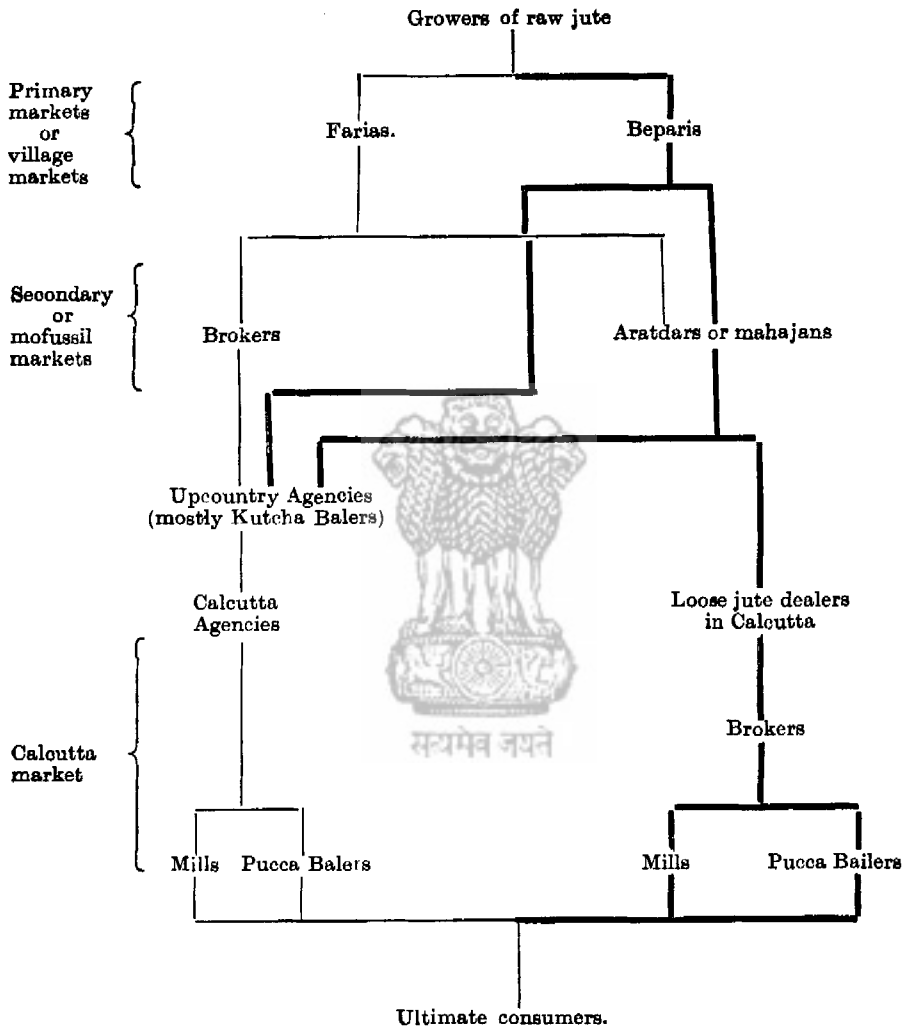 Growers of raw jute
Primary
markets
or
village
markets
Farias.
Beparis
Secondary
or
mofussil
markets
Brokers
Aratdars or mahajans
Upcountry Agencies
(mostly Kutcha Balers)
Calcutta
Agencies
Loose jute dealers
in Calcutta
Brokers
Calcutta
market
सत्यमेव जयते
Mills
Pucca Balers
Mills
Pucca Bailers
Ultimate consumers.